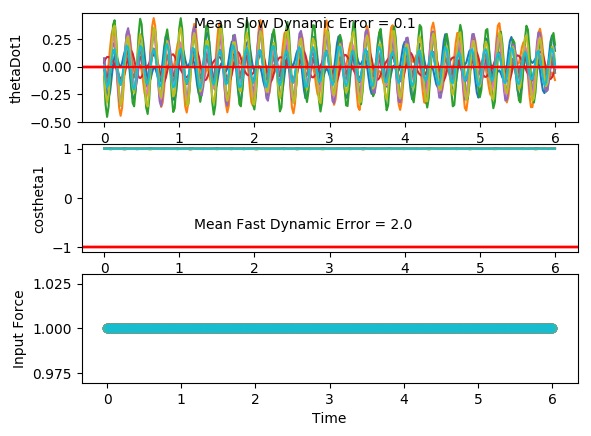 Mean Slow Dynamic Error = 0.1
thetaDot1
0.25
0.00
−0.25
−0.50
0 1 2 3 4 5 6
costheta1
1
0
−1
Mean Fast Dynamic Error = 2.0
0 1 2 3 4 5 6
Input Force
1.025
1.000
0.975
0 1 2 3 4 5 6
Time